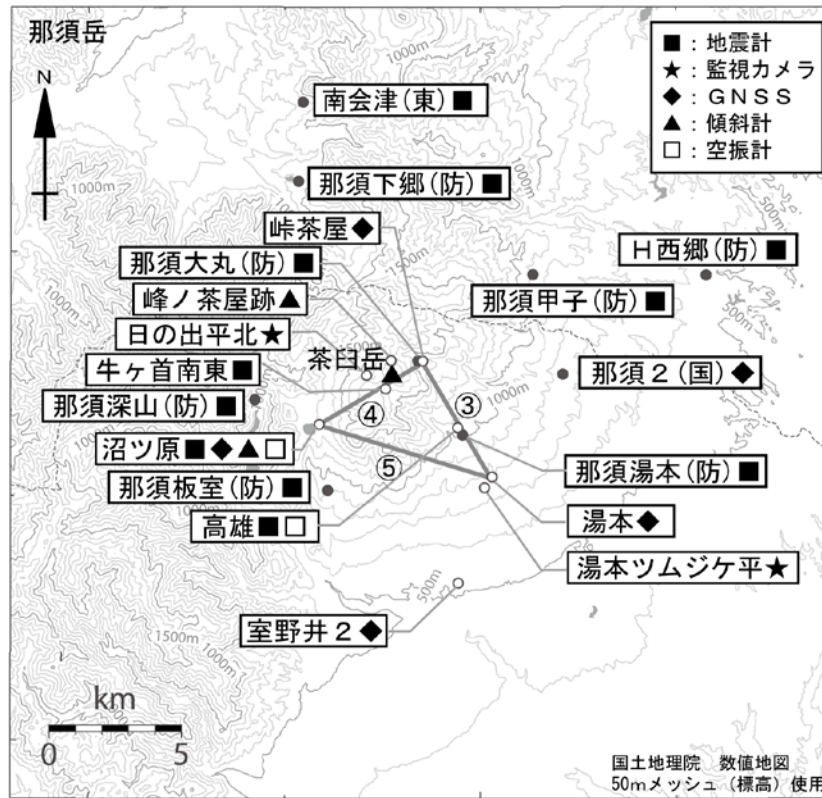 那須岳
N
■：地震計
★：監視カメラ
◆：ＧＮＳＳ
▲：傾斜計
□：空振計
1000m
1000m
500m
南会津(東)■
那須下郷(防)■
峠茶屋◆
1500m
那須大丸(防)■
Ｈ西郷(防)■
那須甲子(防)■
峰ノ茶屋跡▲
日の出平北★
茶臼岳
牛ヶ首南東■
那須２(国)◆
那須深山(防)■
④
③
1000m
沼ツ原■◆▲□
⑤
那須板室(防)■
那須湯本(防)■
高雄■□
湯本◆
湯本ツムジケ平★
500m
室野井２◆
1500m
km
0 5
国土地理院　数値地図
50mメッシュ（標高）使用